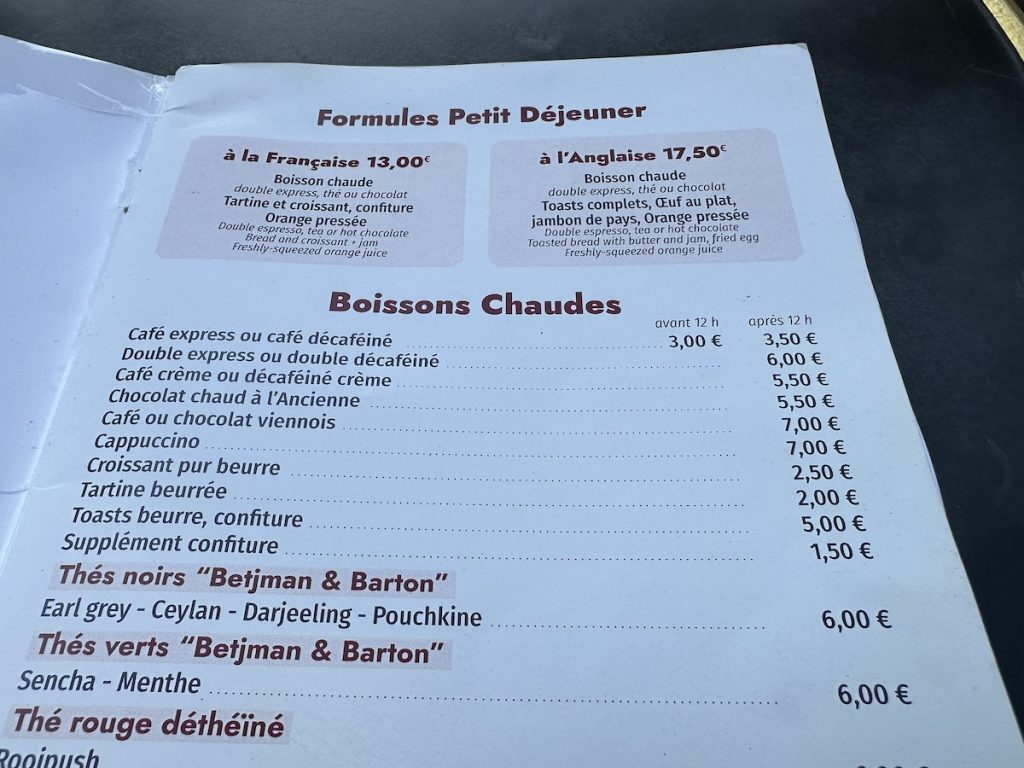 Formules Petit Déjeuner
à la Française 13,00€
Boisson chaude
double express, thé ou chocolat
Tartine et croissant, confiture
Orange pressée
Double espresso, tea or hot chocolate
Bread and croissant + jam
Freshly-squeezed orange juice
à l'Anglaise 17,50€
Boisson chaude
double express, thé ou chocolat
Toasts complets, Œuf au plat,
jambon de pays, Orange pressée
Double espresso, tea or hot chocolate
Toasted bread with butter and jam, fried egg
Freshly-squeezed orange juice
Boissons Chaudes
avant 12 h après 12 h
Café express ou café décaféiné 3,00 € 3,50 €
Double express ou double décaféiné 6,00 €
Café crème ou décaféiné crème 5,50 €
Chocolat chaud à l'Ancienne 5,50 €
Café ou chocolat viennois 7,00 €
Cappuccino 7,00 €
Croissant pur beurre 2,50 €
Tartine beurrée 2,00 €
Toasts beurre, confiture 5,00 €
Supplément confiture 1,50 €
Thés noirs "Betjman & Barton"
Earl grey - Ceylan - Darjeeling - Pouchkine 6,00 €
Thés verts "Betjman & Barton"
Sencha - Menthe 6,00 €
Thé rouge déthéïné
Rooipush